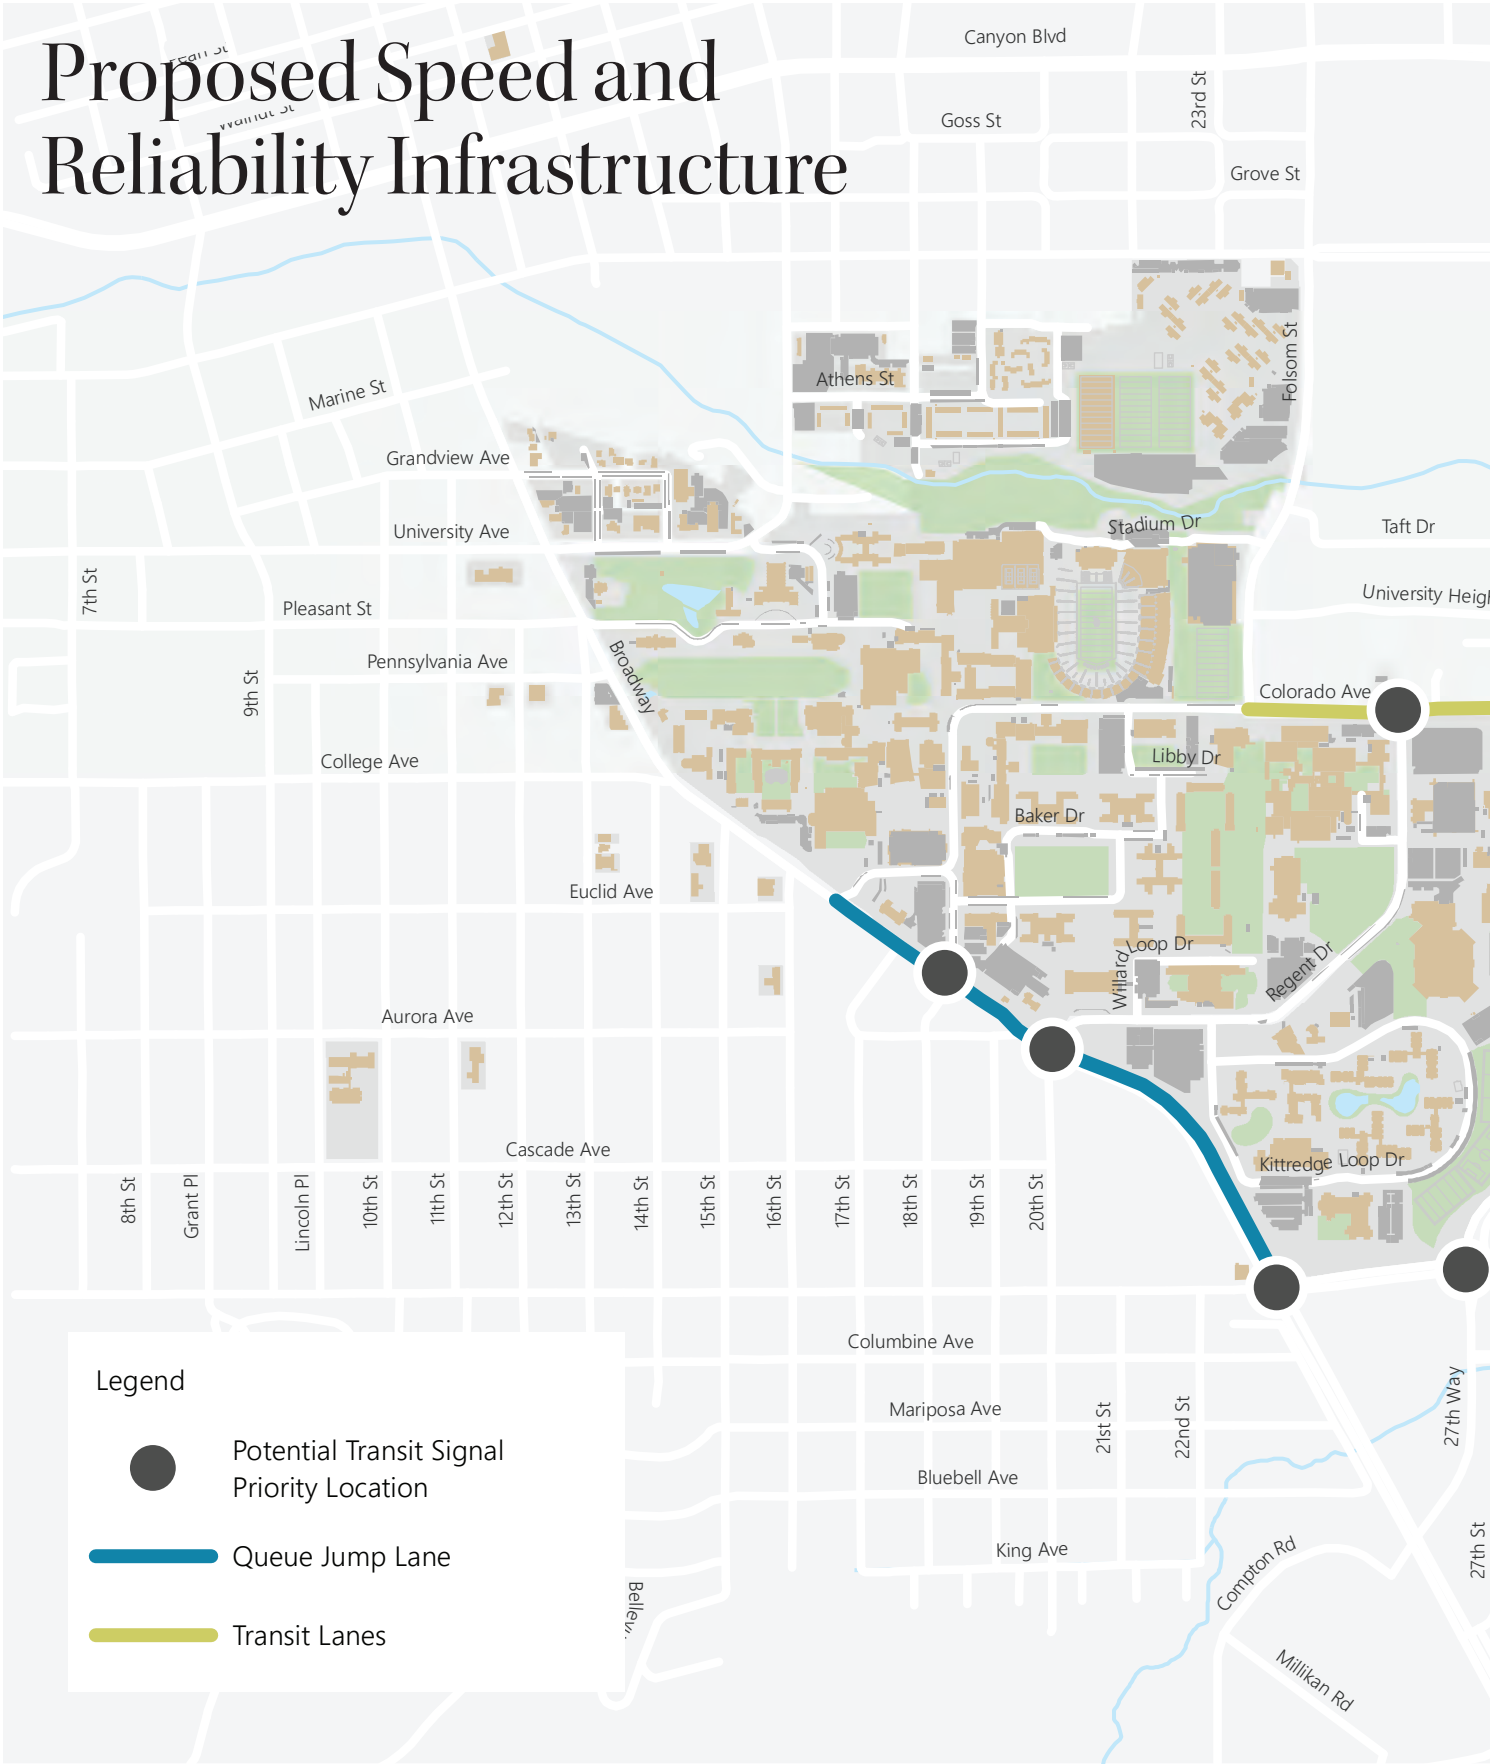 Proposed Speed and
Reliability Infrastructure
Canyon Blvd
23rd St
Goss St
Grove St
Folsom St
Marine St
Athens St
Grandview Ave
University Ave
Stadium Dr
Taft Dr
7th St
Pleasant St
University Heigh
Broadway
Pennsylvania Ave
9th St
Colorado Ave
College Ave
Libby Dr
Baker Dr
Euclid Ave
Willard
Loop Dr
Regent Dr
Aurora Ave
Cascade Ave
Kittredge Loop Dr
8th St
Grant Pl
Lincoln Pl
10th St
11th St
12th St
13th St
14th St
15th St
16th St
17th St
18th St
19th St
20th St
Columbine Ave
Mariposa Ave
21st St
22nd St
27th Way
Bluebell Ave
King Ave
Compton Rd
27th St
Millikan Rd
Legend
Potential Transit Signal
Priority Location
Queue Jump Lane
Transit Lanes